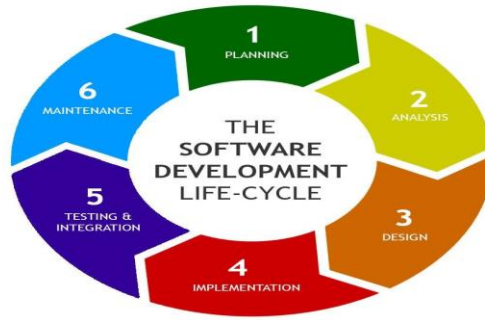 1
PLANNING
2
ANALYSIS
3
DESIGN
4
IMPLEMENTATION
5
TESTING &
INTEGRATION
6
MAINTENANCE
THE
SOFTWARE
DEVELOPMENT
LIFE-CYCLE